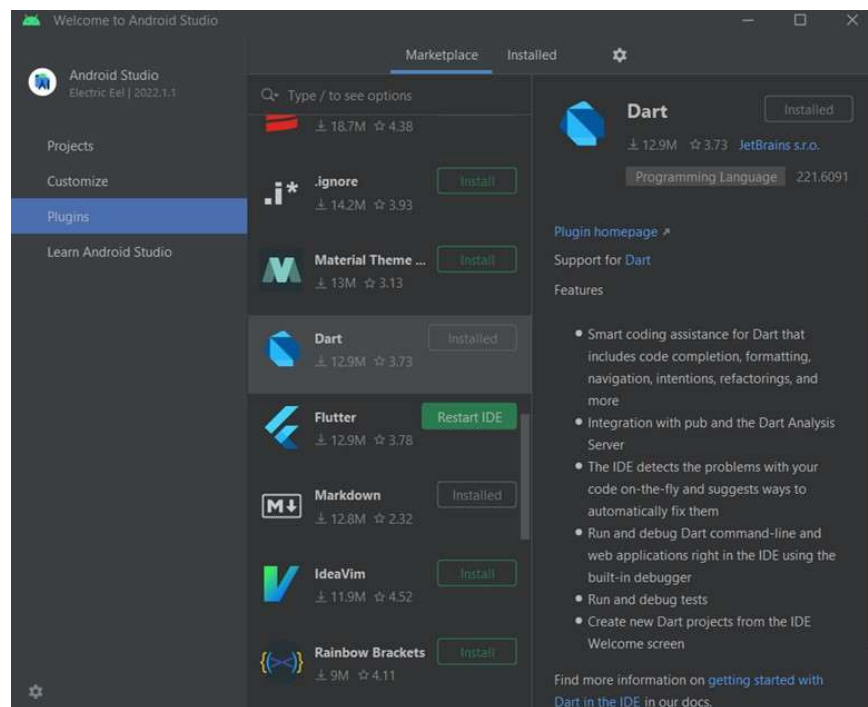 Welcome to Android Studio
Android Studio
Electric Eel | 2022.1.1
Projects
Customize
Plugins
Learn Android Studio
Marketplace Installed
Type / to see options
18.7M 4.38
.i*
.ignore
Install
14.2M 3.93
Material Theme ...
Install
13M 3.13
Dart
Installed
12.9M 3.73
Flutter
Restart IDE
12.9M 3.78
M
Markdown
Installed
12.8M 2.32
IdeaVim
Install
11.9M 4.52
{(><)}
Rainbow Brackets
Install
9M 4.11
Dart
Installed
12.9M 3.73 JetBrains s.r.o.
Programming Language 221.6091
Plugin homepage ↗
Support for Dart
Features
• Smart coding assistance for Dart that
includes code completion, formatting,
navigation, intentions, refactorings, and
more
• Integration with pub and the Dart Analysis
Server
• The IDE detects the problems with your
code on-the-fly and suggests ways to
automatically fix them
• Run and debug Dart command-line and
web applications right in the IDE using the
built-in debugger
• Run and debug tests
• Create new Dart projects from the IDE
Welcome screen
Find more information on getting started with
Dart in the IDE in our docs.